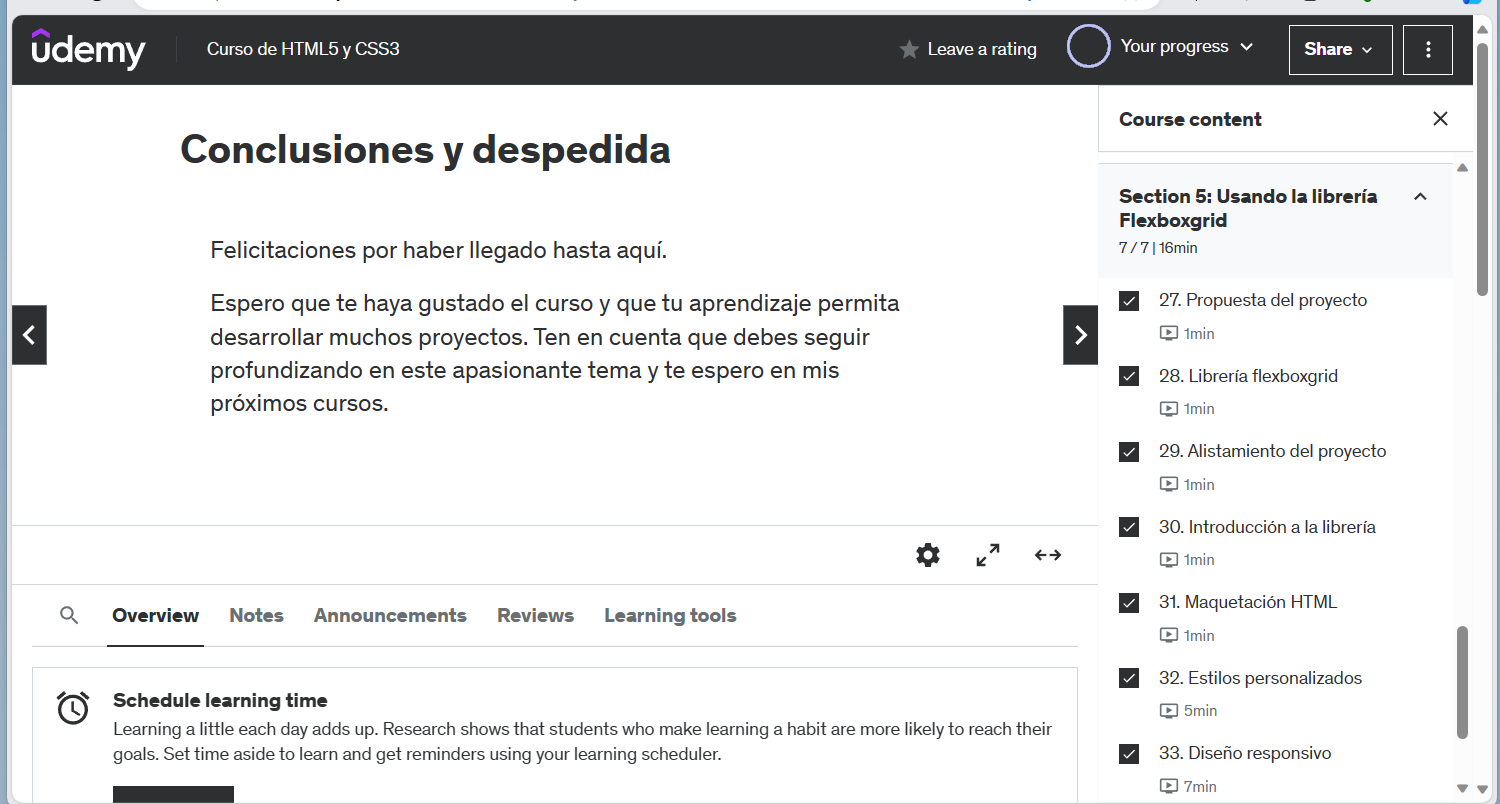 ûdemy
Curso de HTML5 y CSS3
Leave a rating
Your progress
Share
Conclusiones y despedida
Felicitaciones por haber llegado hasta aquí.
Espero que te haya gustado el curso y que tu aprendizaje permita
desarrollar muchos proyectos. Ten en cuenta que debes seguir
profundizando en este apasionante tema y te espero en mis
próximos cursos.
Overview
Notes
Announcements
Reviews
Learning tools
Schedule learning time
Learning a little each day adds up. Research shows that students who make learning a habit are more likely to reach their
goals. Set time aside to learn and get reminders using your learning scheduler.
Course content
Section 5: Usando la librería
Flexboxgrid
7 / 7 | 16min
27. Propuesta del proyecto
1min
28. Librería flexboxgrid
1min
29. Alistamiento del proyecto
1min
30. Introducción a la librería
1min
31. Maquetación HTML
1min
32. Estilos personalizados
5min
33. Diseño responsivo
7min